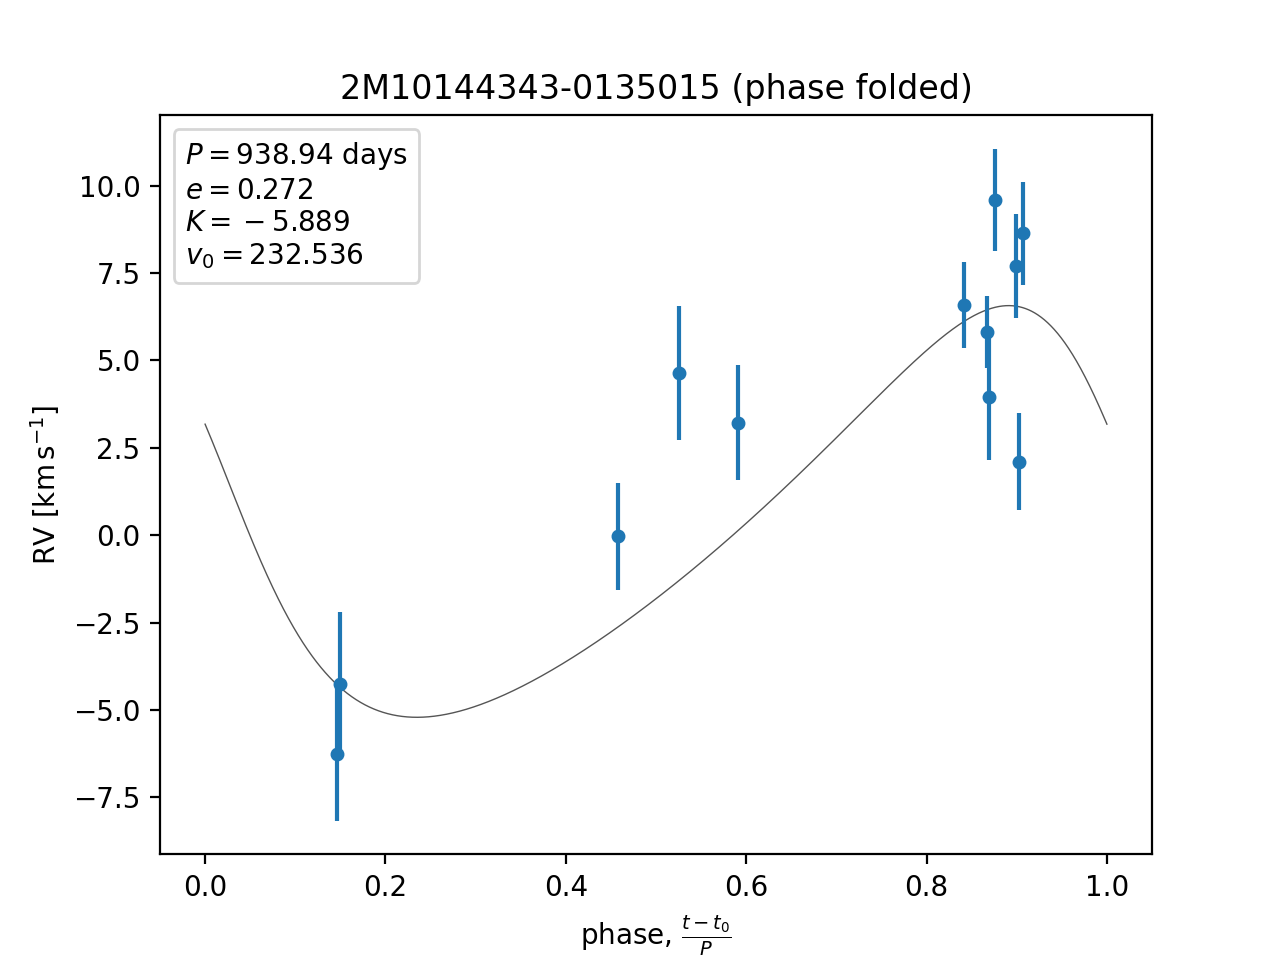 2M10144343-0135015 (phase folded)
P = 938.94 days
e = 0.272
K = −5.889
v₀ = 232.536
10.0
7.5
5.0
2.5
0.0
−2.5
−5.0
−7.5
RV [km s⁻¹]
0.0 0.2 0.4 0.6 0.8 1.0
phase, (t − t₀)/P